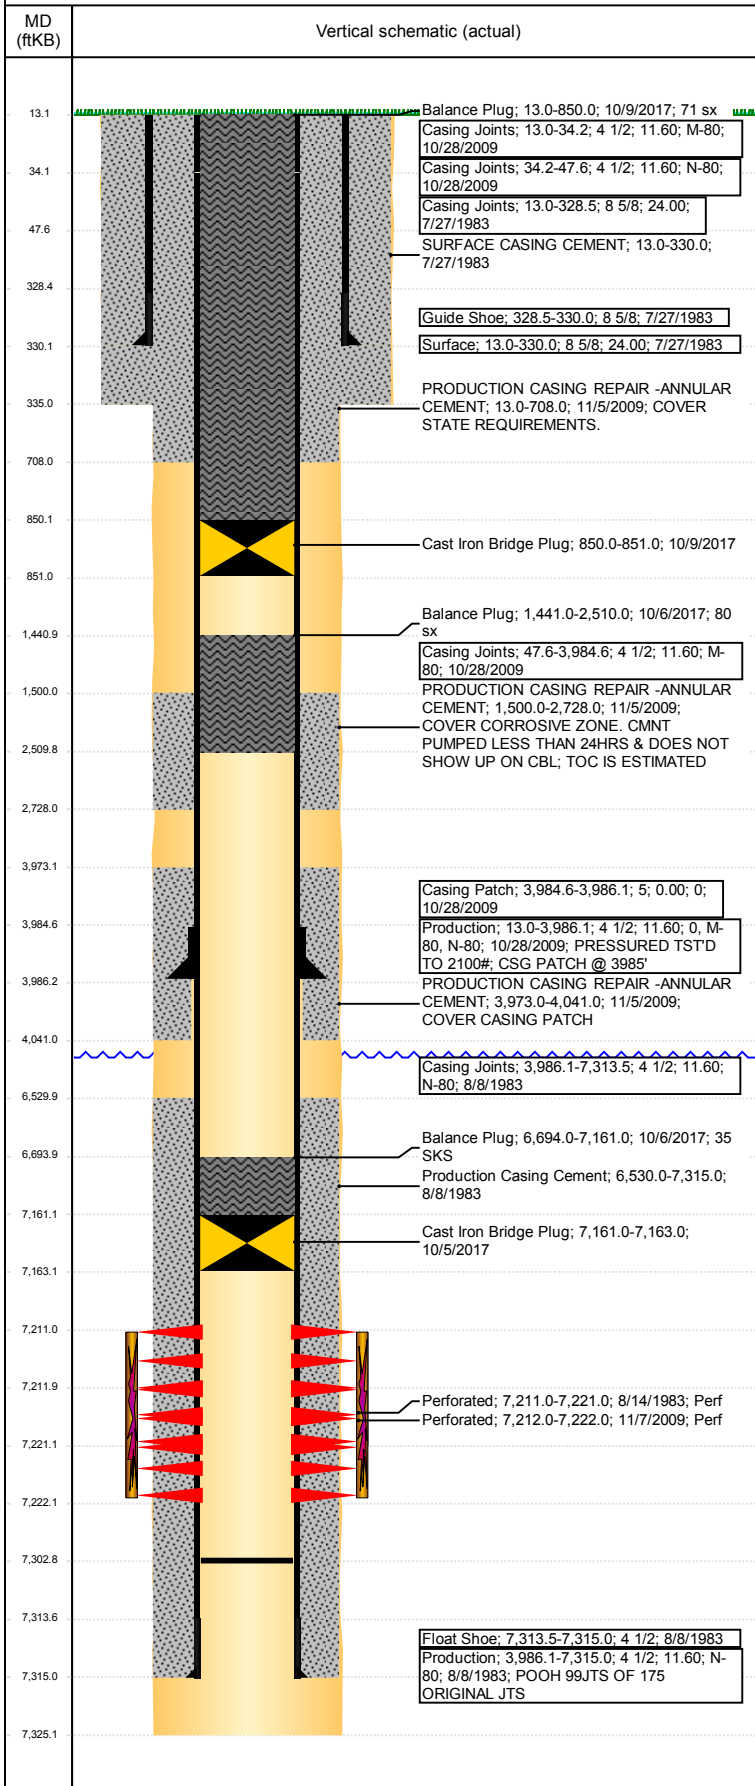 MD
(ftKB)
Vertical schematic (actual)
13.1
34.1
47.6
328.4
330.1
335.0
708.0
850.1
851.0
1,440.9
1,500.0
2,509.8
2,728.0
3,973.1
3,984.6
3,986.2
4,041.0
6,529.9
6,693.9
7,161.1
7,163.1
7,211.0
7,211.9
7,221.1
7,222.1
7,302.8
7,313.6
7,315.0
7,325.1
Balance Plug; 13.0-850.0; 10/9/2017; 71 sx
Casing Joints; 13.0-34.2; 4 1/2; 11.60; M-80;
10/28/2009
Casing Joints; 34.2-47.6; 4 1/2; 11.60; N-80;
10/28/2009
Casing Joints; 13.0-328.5; 8 5/8; 24.00;
7/27/1983
SURFACE CASING CEMENT; 13.0-330.0;
7/27/1983
Guide Shoe; 328.5-330.0; 8 5/8; 7/27/1983
Surface; 13.0-330.0; 8 5/8; 24.00; 7/27/1983
PRODUCTION CASING REPAIR -ANNULAR
CEMENT; 13.0-708.0; 11/5/2009; COVER
STATE REQUIREMENTS.
Cast Iron Bridge Plug; 850.0-851.0; 10/9/2017
Balance Plug; 1,441.0-2,510.0; 10/6/2017; 80
sx
Casing Joints; 47.6-3,984.6; 4 1/2; 11.60; M-
80; 10/28/2009
PRODUCTION CASING REPAIR -ANNULAR
CEMENT; 1,500.0-2,728.0; 11/5/2009;
COVER CORROSIVE ZONE. CMNT
PUMPED LESS THAN 24HRS & DOES NOT
SHOW UP ON CBL; TOC IS ESTIMATED
Casing Patch; 3,984.6-3,986.1; 5; 0.00; 0;
10/28/2009
Production; 13.0-3,986.1; 4 1/2; 11.60; 0, M-
80, N-80; 10/28/2009; PRESSURED TST'D
TO 2100#; CSG PATCH @ 3985'
PRODUCTION CASING REPAIR -ANNULAR
CEMENT; 3,973.0-4,041.0; 11/5/2009;
COVER CASING PATCH
Casing Joints; 3,986.1-7,313.5; 4 1/2; 11.60;
N-80; 8/8/1983
Balance Plug; 6,694.0-7,161.0; 10/6/2017; 35
SKS
Production Casing Cement; 6,530.0-7,315.0;
8/8/1983
Cast Iron Bridge Plug; 7,161.0-7,163.0;
10/5/2017
Perforated; 7,211.0-7,221.0; 8/14/1983; Perf
Perforated; 7,212.0-7,222.0; 11/7/2009; Perf
Float Shoe; 7,313.5-7,315.0; 4 1/2; 8/8/1983
Production; 3,986.1-7,315.0; 4 1/2; 11.60; N-
80; 8/8/1983; POOH 99JTS OF 175
ORIGINAL JTS